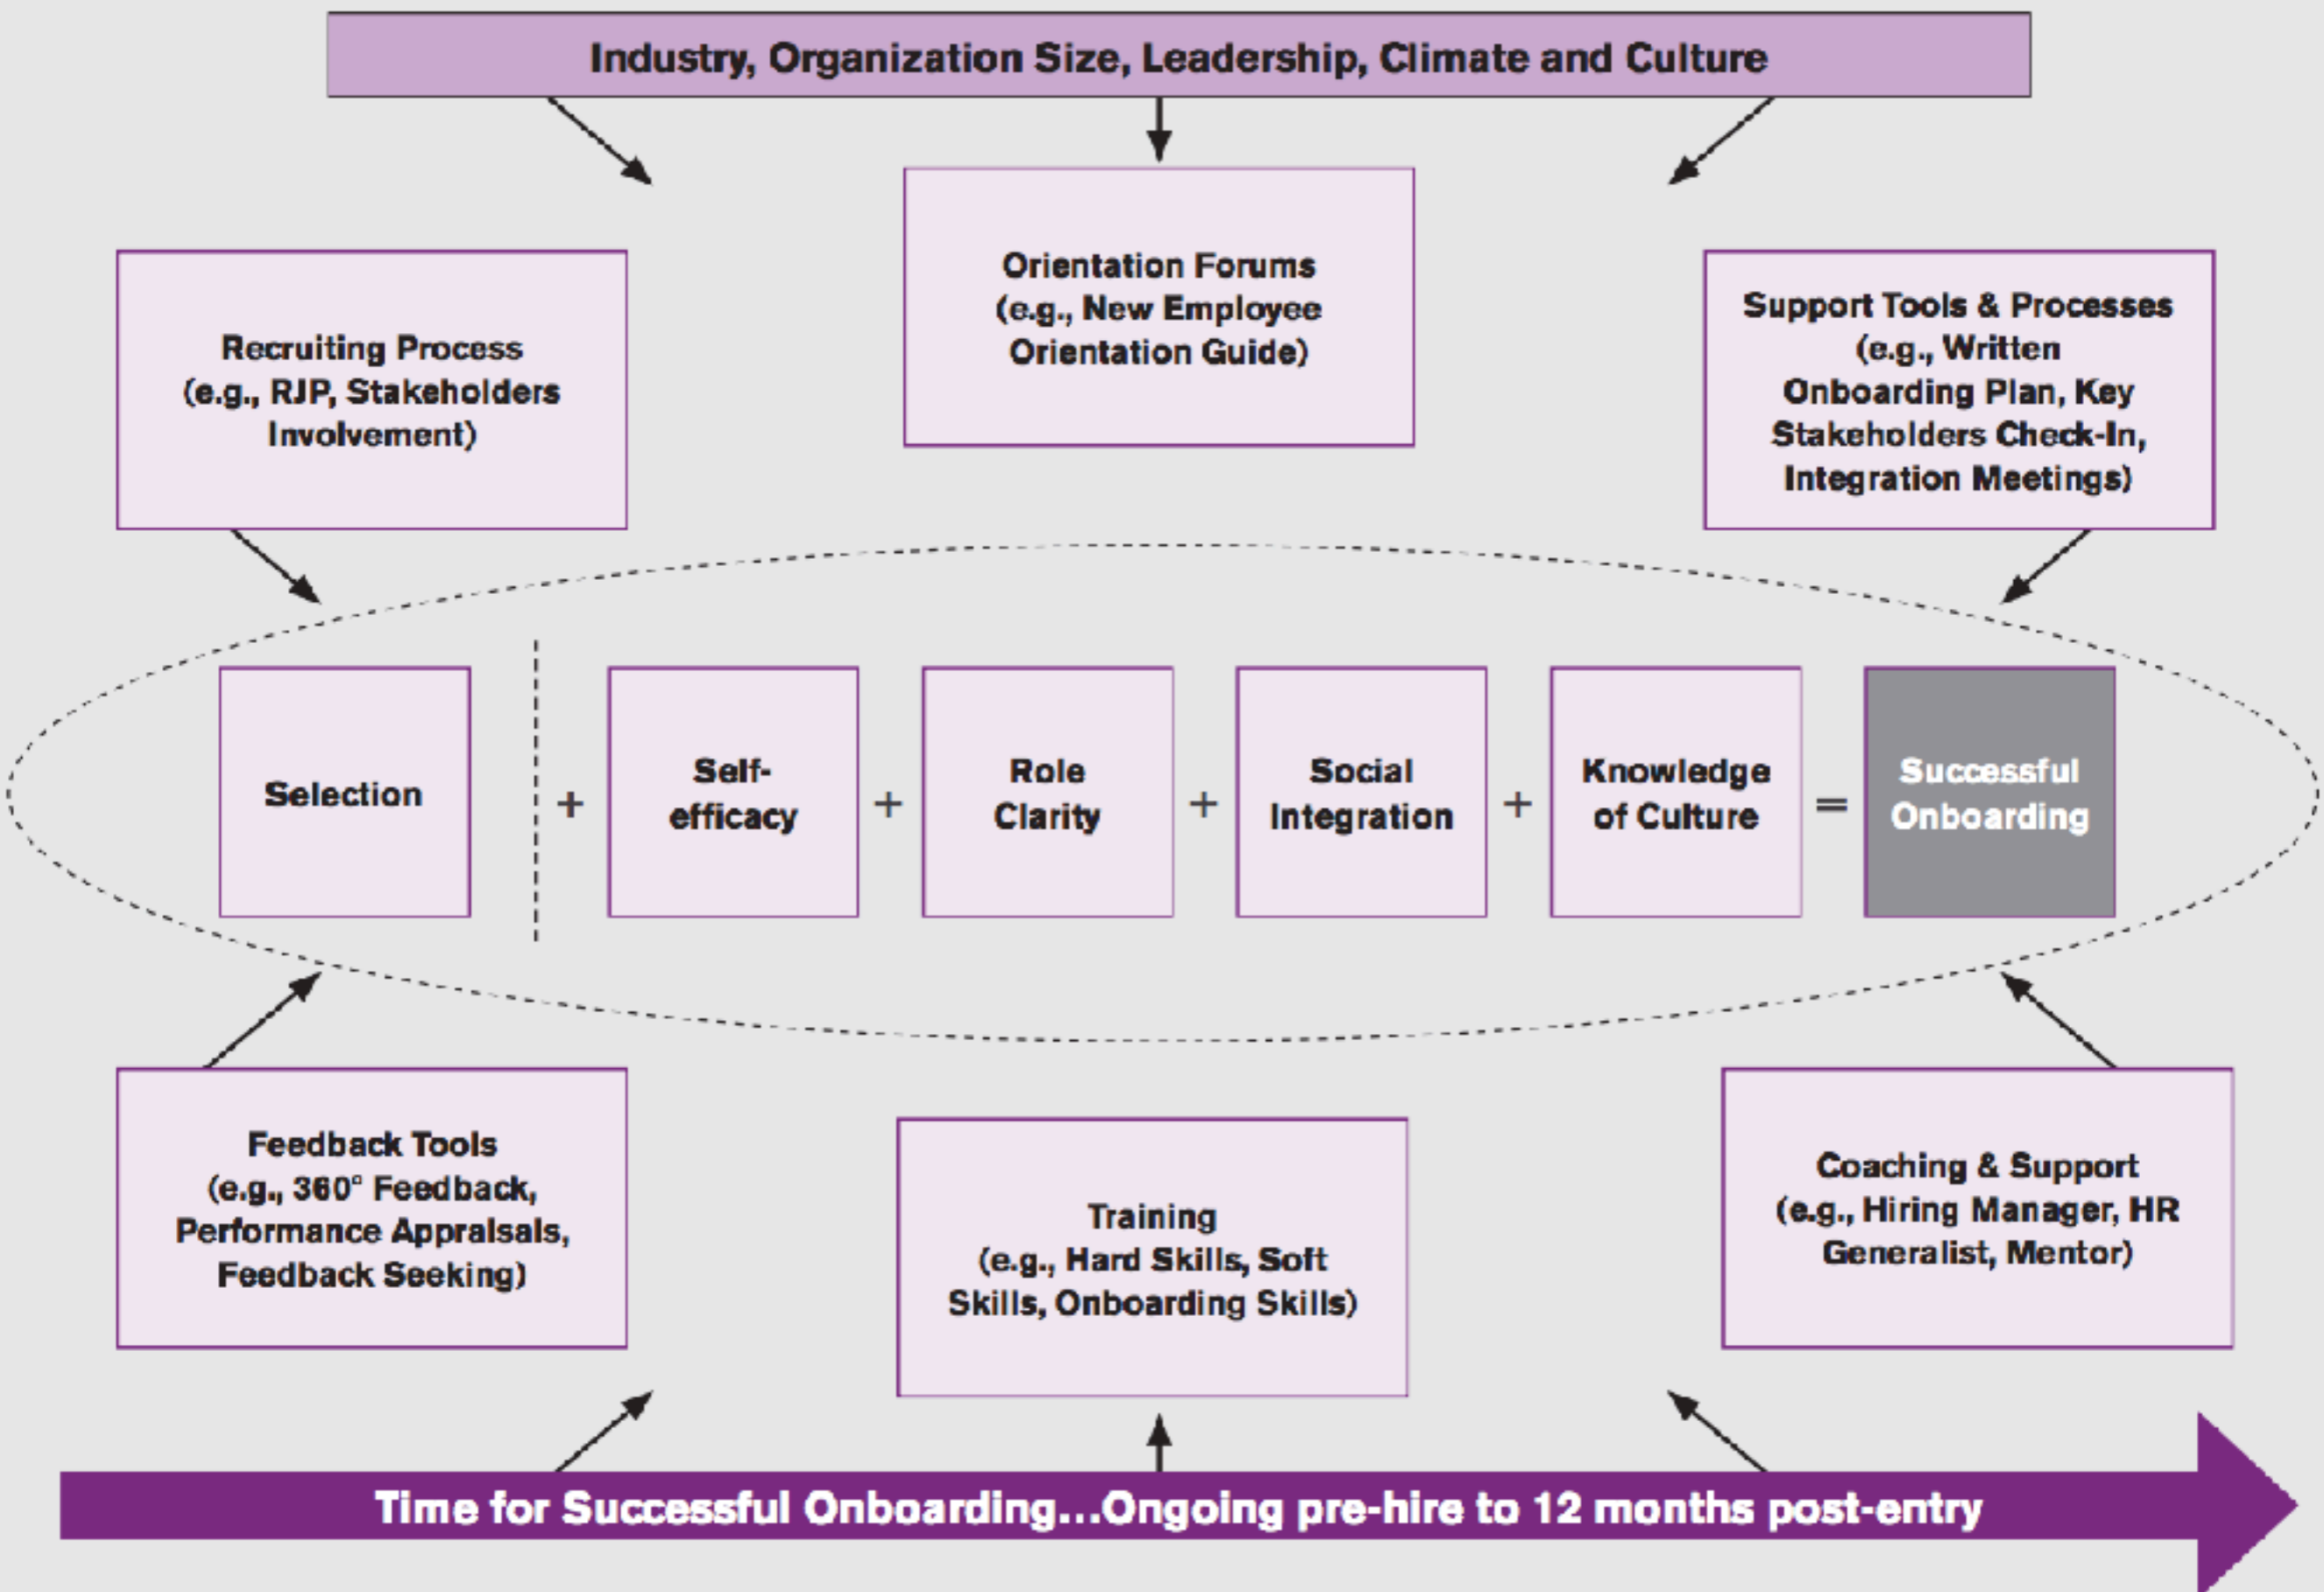 Industry, Organization Size, Leadership, Climate and Culture
Orientation Forums
(e.g., New Employee
Orientation Guide)
Recruiting Process
(e.g., RJP, Stakeholders
Involvement)
Support Tools & Processes
(e.g., Written
Onboarding Plan, Key
Stakeholders Check-In,
Integration Meetings)
Selection
+
Self-
efficacy
+
Role
Clarity
+
Social
Integration
+
Knowledge
of Culture
=
Successful
Onboarding
Feedback Tools
(e.g., 360° Feedback,
Performance Appraisals,
Feedback Seeking)
Training
(e.g., Hard Skills, Soft
Skills, Onboarding Skills)
Coaching & Support
(e.g., Hiring Manager, HR
Generalist, Mentor)
Time for Successful Onboarding...Ongoing pre-hire to 12 months post-entry